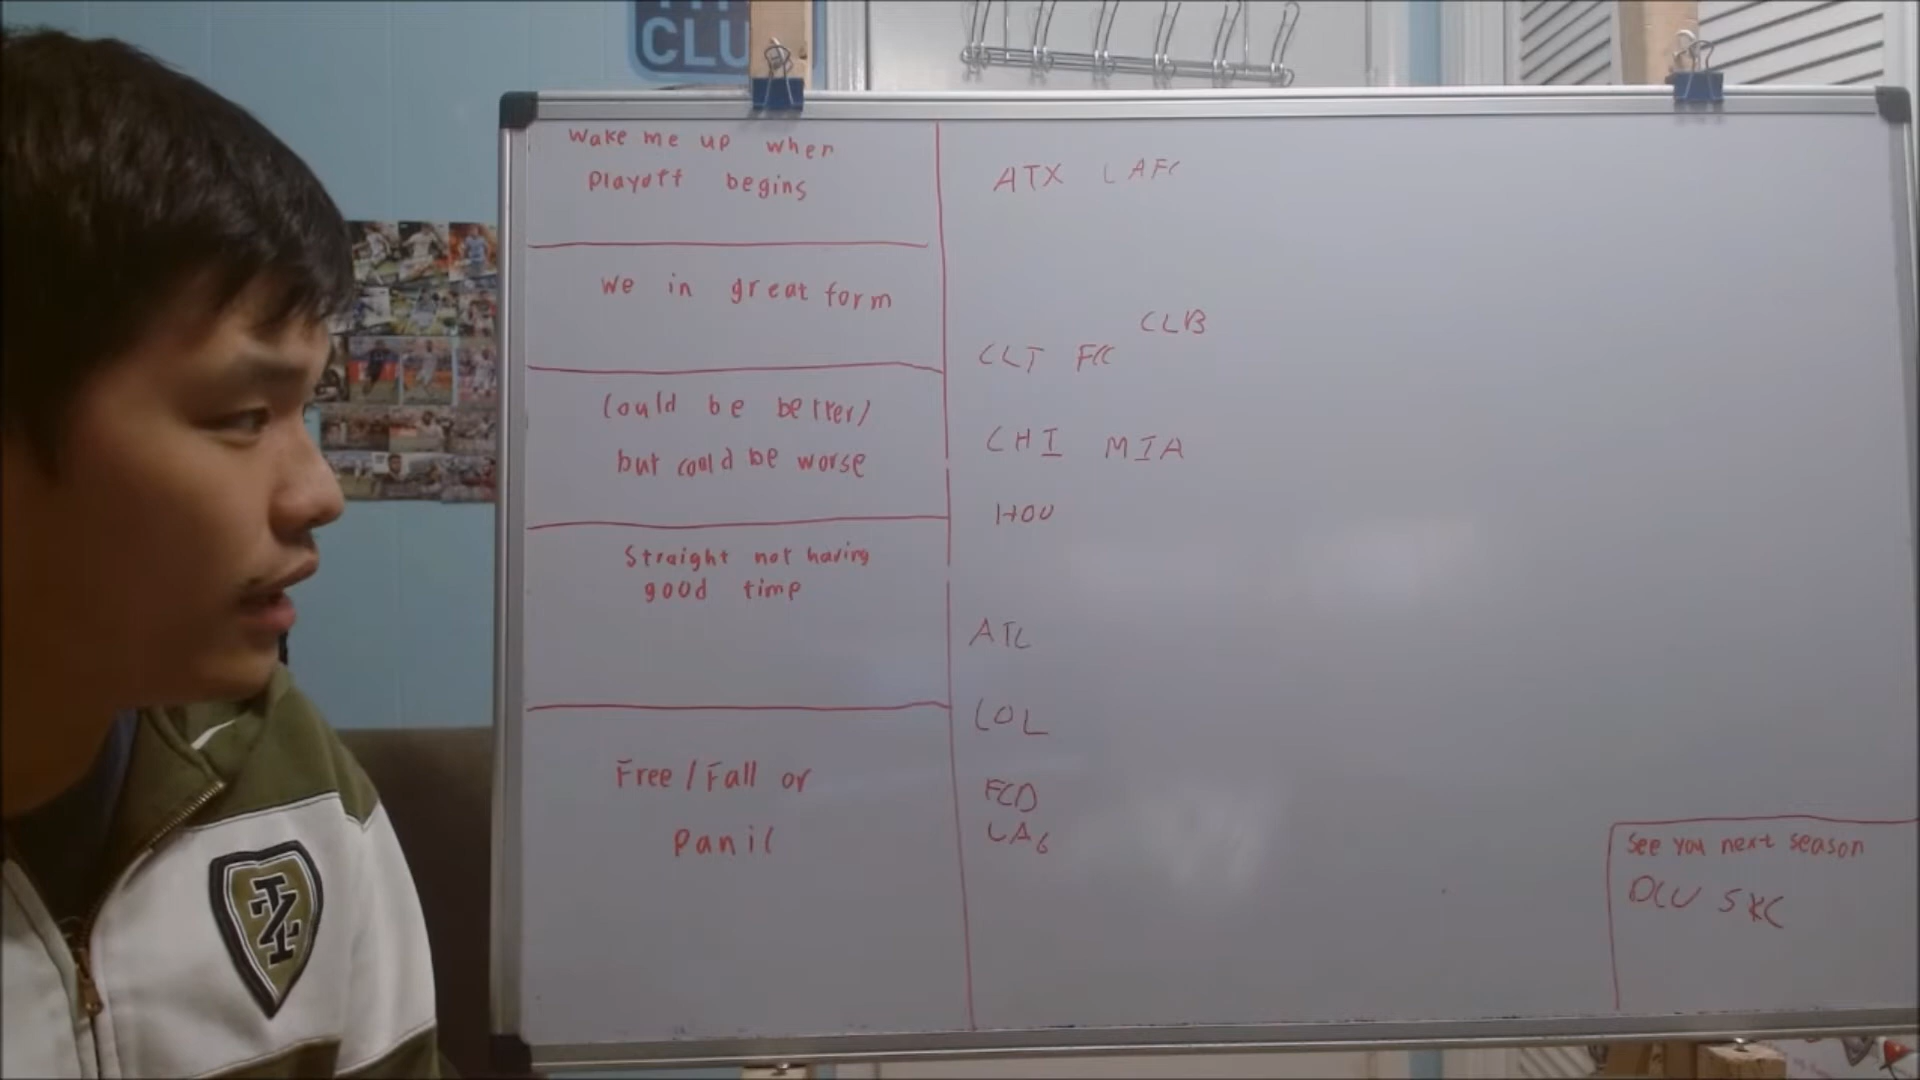 CLU
Wake me up when
Playoff begins
ATX LAFC
We in great form
CLB
CLT FCC
Could be better/
but could be worse
CHI MIA
HOU
Straight not having
good time
ATL
COL
Free/Fall or
Panic
FCD
LAG
See you next season
DCU SKC